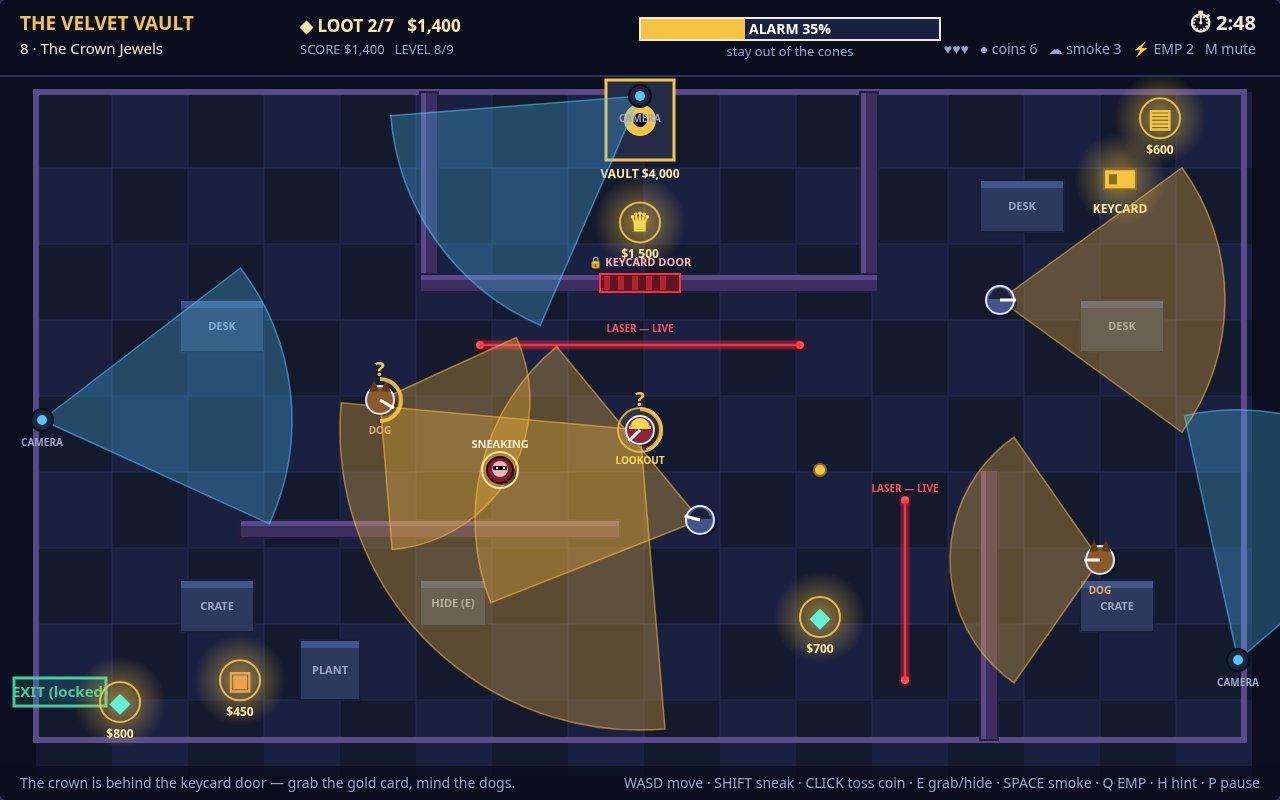 THE VELVET VAULT
8 · The Crown Jewels
◆ LOOT 2/7 $1,400
SCORE $1,400 LEVEL 8/9
ALARM 35%
stay out of the cones
⏱ 2:48
♥♥♥ ● coins 6 ☁ smoke 3 ⚡ EMP 2 M mute
CAMERA
VAULT $4,000
$1,500
🔒 KEYCARD DOOR
$600
KEYCARD
DESK
LASER — LIVE
DESK
DESK
?
DOG
?
LOOKOUT
SNEAKING
CAMERA
LASER — LIVE
DOG
CRATE
CRATE
HIDE (E)
PLANT
$700
CAMERA
EXIT (locked
$450
$800
The crown is behind the keycard door — grab the gold card, mind the dogs.
WASD move · SHIFT sneak · CLICK toss coin · E grab/hide · SPACE smoke · Q EMP · H hint · P pause